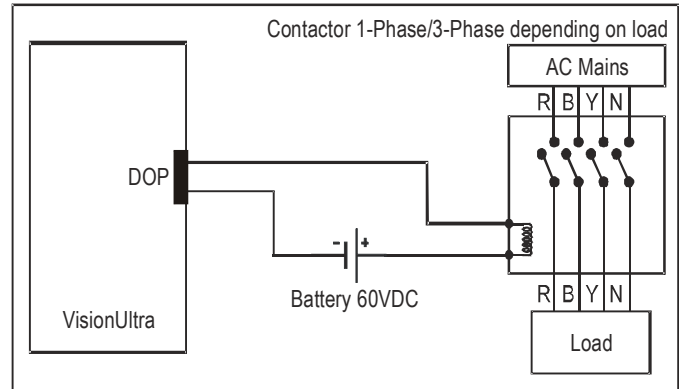 Contactor 1-Phase/3-Phase depending on load
AC Mains
R B Y N
DOP
- +
Battery 60VDC
R B Y N
VisionUltra
Load